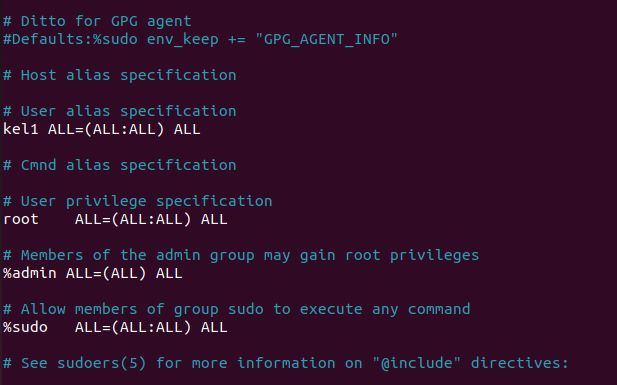 # Ditto for GPG agent
#Defaults:%sudo env_keep += "GPG_AGENT_INFO"
# Host alias specification
# User alias specification
kel1 ALL=(ALL:ALL) ALL
# Cmnd alias specification
# User privilege specification
root    ALL=(ALL:ALL) ALL
# Members of the admin group may gain root privileges
%admin ALL=(ALL) ALL
# Allow members of group sudo to execute any command
%sudo   ALL=(ALL:ALL) ALL
# See sudoers(5) for more information on "@include" directives: